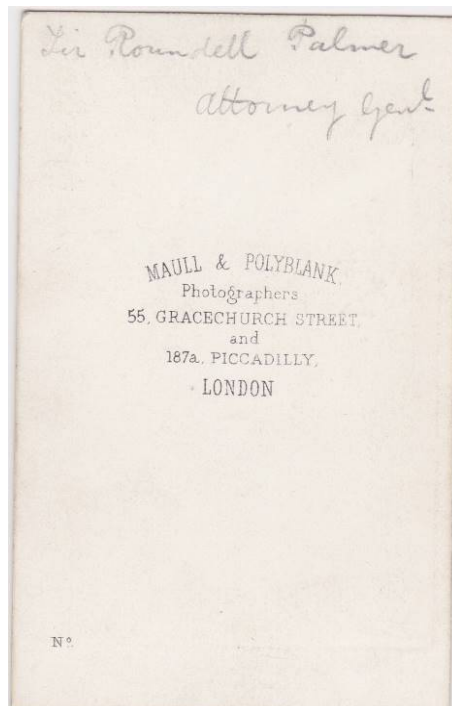 Sir Roundell Palmer
Attorney Genl
MAULL & POLYBLANK,
Photographers
55, GRACECHURCH STREET,
and
187a, PICCADILLY,
LONDON
No